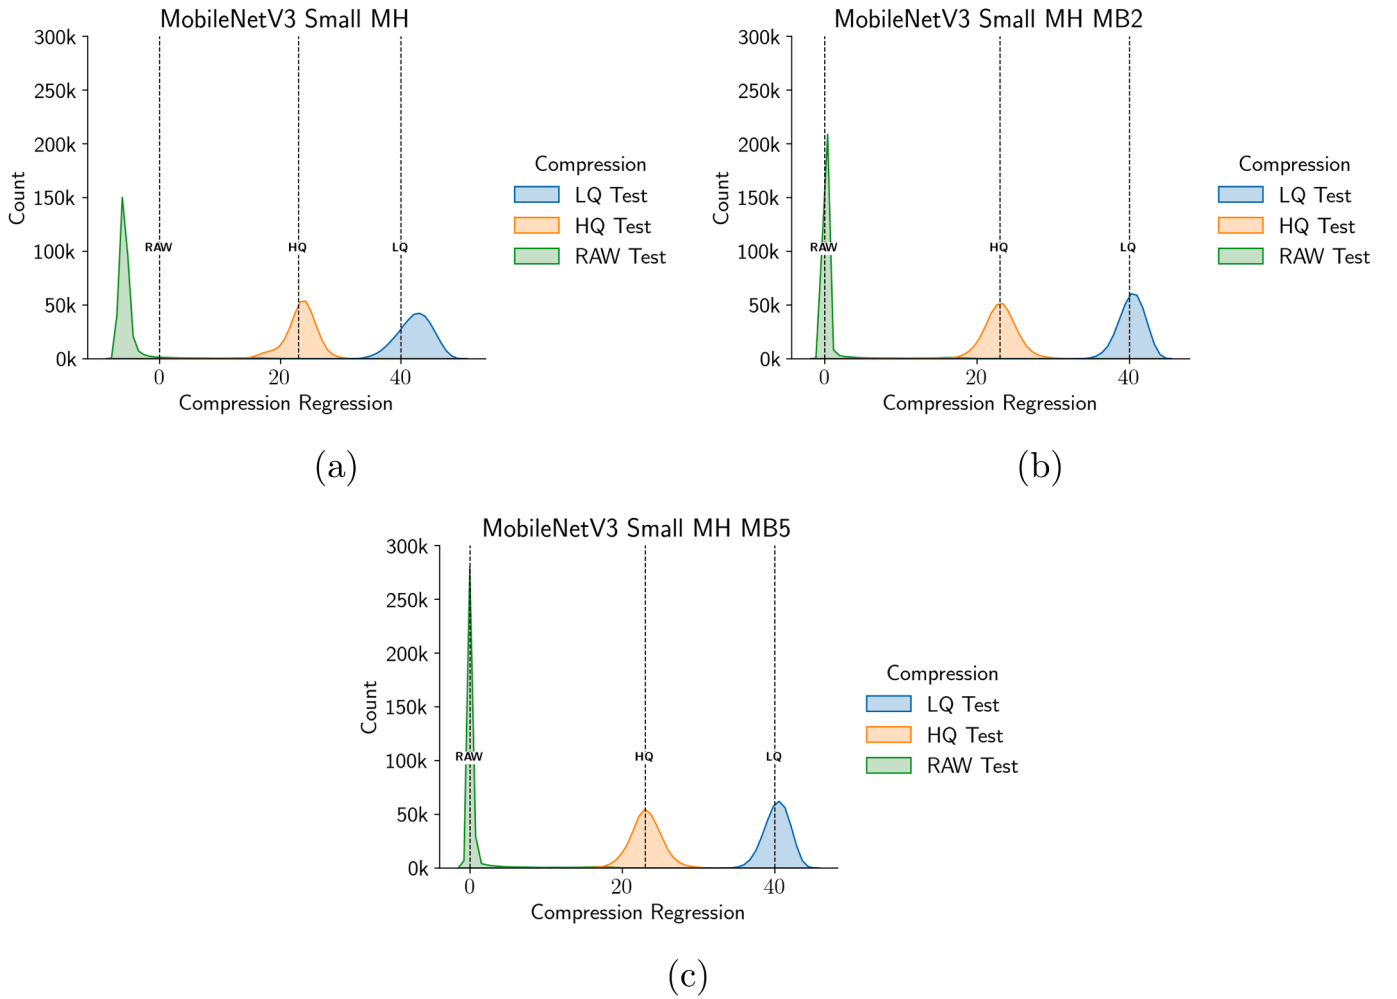 MobileNetV3 Small MH
300k
250k
200k
150k
100k
50k
0k
Count
RAW
HQ
LQ
0
20
40
Compression Regression
Compression
LQ Test
HQ Test
RAW Test
(a)
MobileNetV3 Small MH MB2
300k
250k
200k
150k
100k
50k
0k
Count
RAW
HQ
LQ
0
20
40
Compression Regression
Compression
LQ Test
HQ Test
RAW Test
(b)
MobileNetV3 Small MH MB5
300k
250k
200k
150k
100k
50k
0k
Count
RAW
HQ
LQ
0
20
40
Compression Regression
Compression
LQ Test
HQ Test
RAW Test
(c)